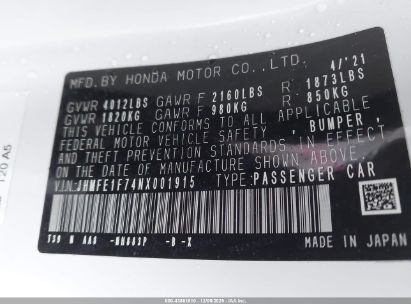 MFD.BY HONDA MOTOR CO.,LTD. 4/'21
GVWR 4012LBS GAWR F 2160LBS R 1873LBS
GVWR 1820KG GAWR F 980KG R 850KG
THIS VEHICLE CONFORMS TO ALL APPLICABLE
FEDERAL MOTOR VEHICLE SAFETY, BUMPER,
AND THEFT PREVENTION STANDARDS IN EFFECT
ON THE DATE OF MANUFACTURE SHOWN ABOVE.
V.I.N:JHMFE1F74NX001915 TYPE:PASSENGER CAR
-B-X
MADE IN JAPAN
T20 A5